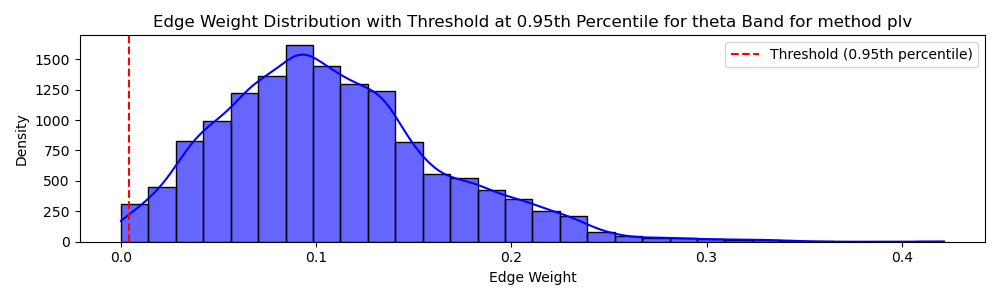 Edge Weight Distribution with Threshold at 0.95th Percentile for theta Band for method plv
Threshold (0.95th percentile)
Density
1500
1250
1000
750
500
250
0
0.0 0.1 0.2 0.3 0.4
Edge Weight